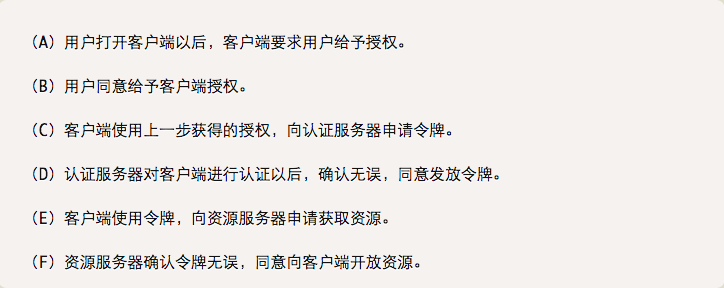 （A）用户打开客户端以后，客户端要求用户给予授权。
（B）用户同意给予客户端授权。
（C）客户端使用上一步获得的授权，向认证服务器申请令牌。
（D）认证服务器对客户端进行认证以后，确认无误，同意发放令牌。
（E）客户端使用令牌，向资源服务器申请获取资源。
（F）资源服务器确认令牌无误，同意向客户端开放资源。